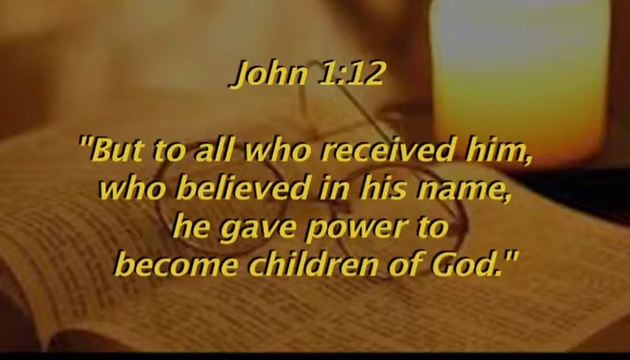 John 1:12
"But to all who received him,
who believed in his name,
he gave power to
become children of God."